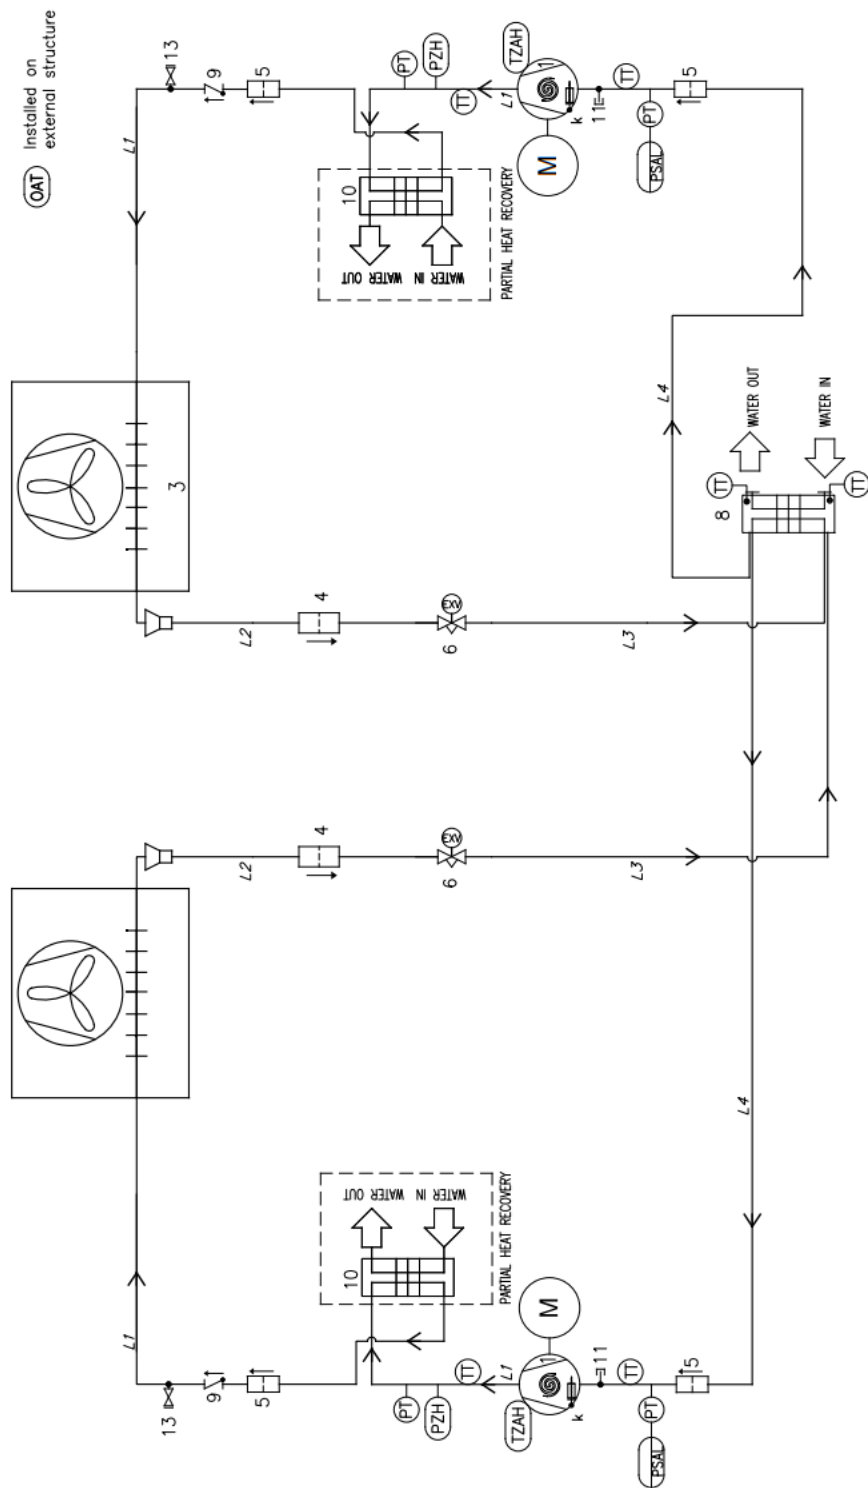 OAT
Installed on
external structure
13
9
5
L1
PT
PZH
TT
L1
TZAH
1
k
11
TT
PT
PSAL
5
M
10
WATER OUT
WATER IN
PARTIAL HEAT RECOVERY
3
L2
4
EXV
6
L3
L4
WATER OUT
WATER IN
TT
TT
8
L2
4
EXV
6
L3
L4
L1
13
9
5
10
WATER OUT
WATER IN
PARTIAL HEAT RECOVERY
PT
PZH
TT
L1
TZAH
1
M
k
11
TT
PT
PSAL
5